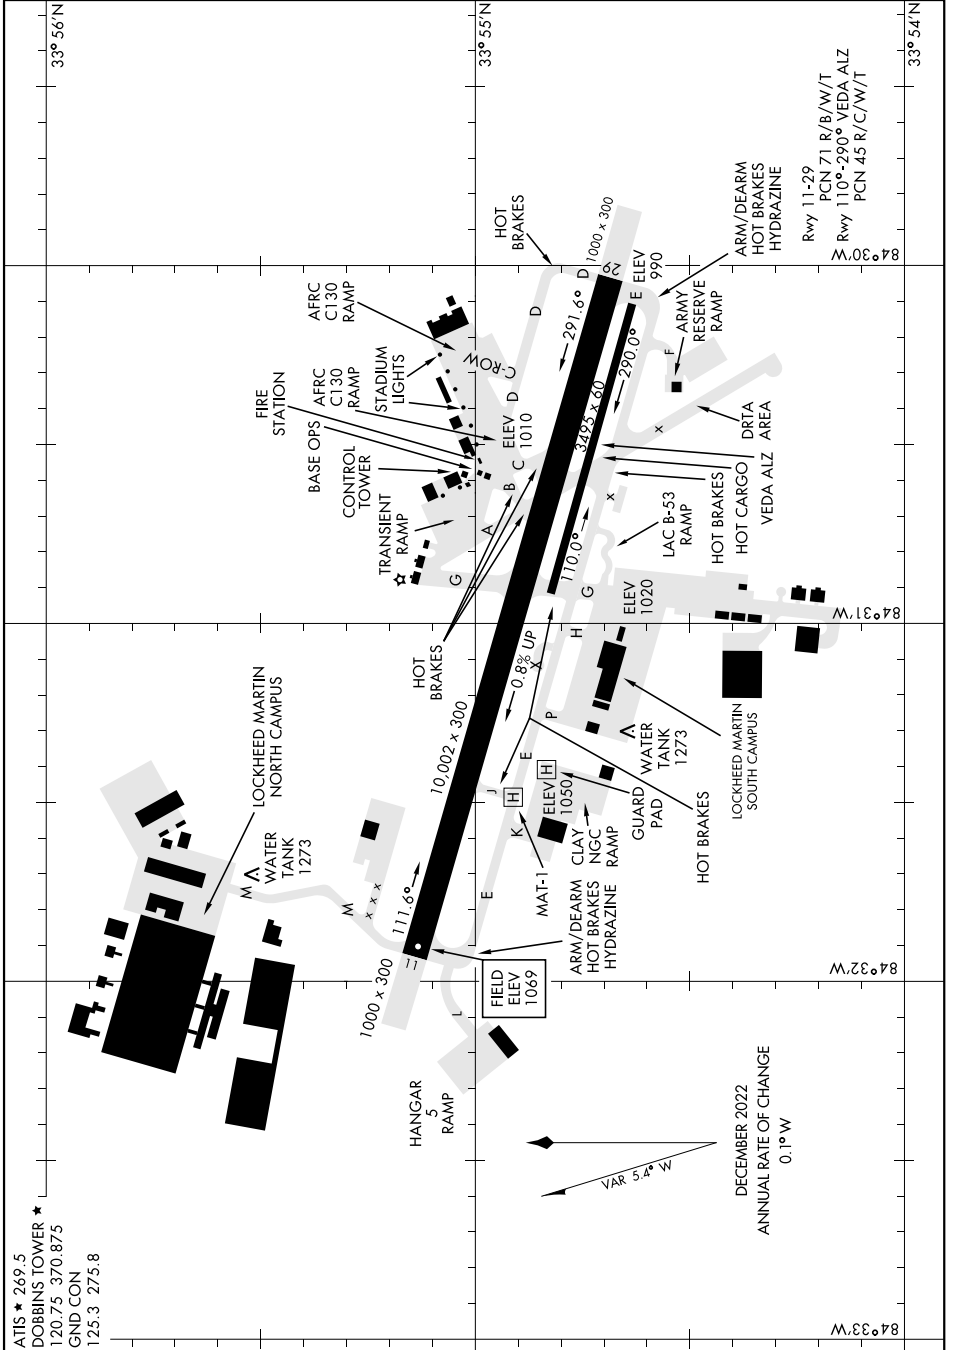 ATIS ★ 269.5
DOBBINS TOWER ★
120.75 370.875
GND CON
125.3 275.8
33°56'N
33°55'N
33°54'N
84°33'W
84°32'W
84°31'W
84°30'W
LOCKHEED MARTIN
NORTH CAMPUS
WATER
TANK
1273
M
M
x x x
1000 x 300
11
111.6°
10,002 x 300
0.8% UP
FIELD
ELEV
1069
L
HANGAR
5
RAMP
VAR 5.4° W
DECEMBER 2022
ANNUAL RATE OF CHANGE
0.1° W
ARM/DEARM
HOT BRAKES
HYDRAZINE
E
K
J
E
P
X
H
H
MAT-1
H
ELEV
1050
CLAY
NGC
RAMP
GUARD
PAD
HOT BRAKES
WATER
TANK
1273
LOCKHEED MARTIN
SOUTH CAMPUS
ELEV
1020
G
110.0°
HOT
BRAKES
G
A
B
C
TRANSIENT
RAMP
CONTROL
TOWER
BASE OPS
FIRE
STATION
AFRC
C130
RAMP
STADIUM
LIGHTS
AFRC
C130
RAMP
C-ROW
ELEV
1010
D
D
D
HOT
BRAKES
291.6°
29
1000 x 300
E
ELEV
990
290.0°
3495 x 60
LAC B-53
RAMP
x
x
HOT BRAKES
HOT CARGO
VEDA ALZ
DRTA
AREA
F
ARMY
RESERVE
RAMP
ARM/DEARM
HOT BRAKES
HYDRAZINE
Rwy 11-29
PCN 71 R/B/W/T
Rwy 110°-290° VEDA ALZ
PCN 45 R/C/W/T